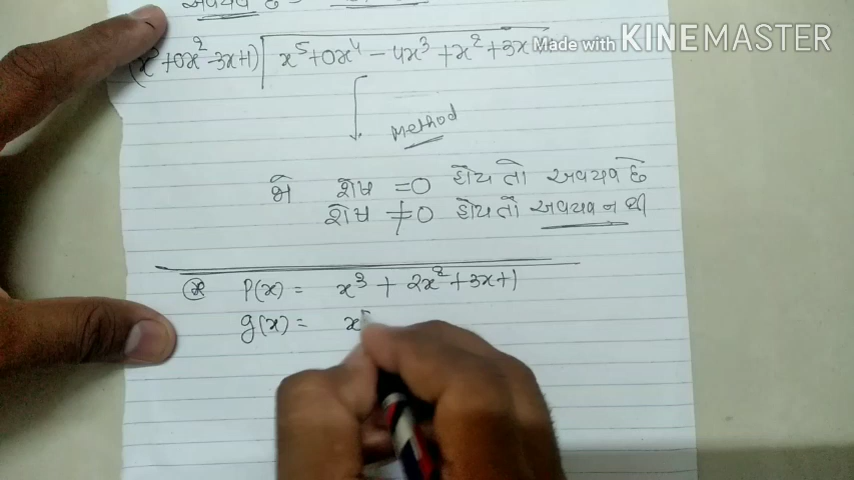 અવયવ છે
(x³+0x²-3x+1) x⁵+0x⁴-4x³+x²+3x
Made with KINEMASTER
Method
જો શેષ =0 હોય તો અવયવ છે
શેષ ≠0 હોય તો અવયવ નથી
P(x) = x³ + 2x² + 3x+1
g(x) = x